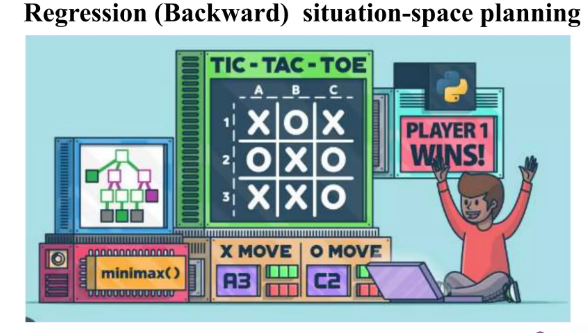 Regression (Backward) situation-space planning
TIC - TAC - TOE
A B C
1 X O X
2 O X O
3 X X O
PLAYER 1
WINS!
minimax()
X MOVE O MOVE
A3 C2